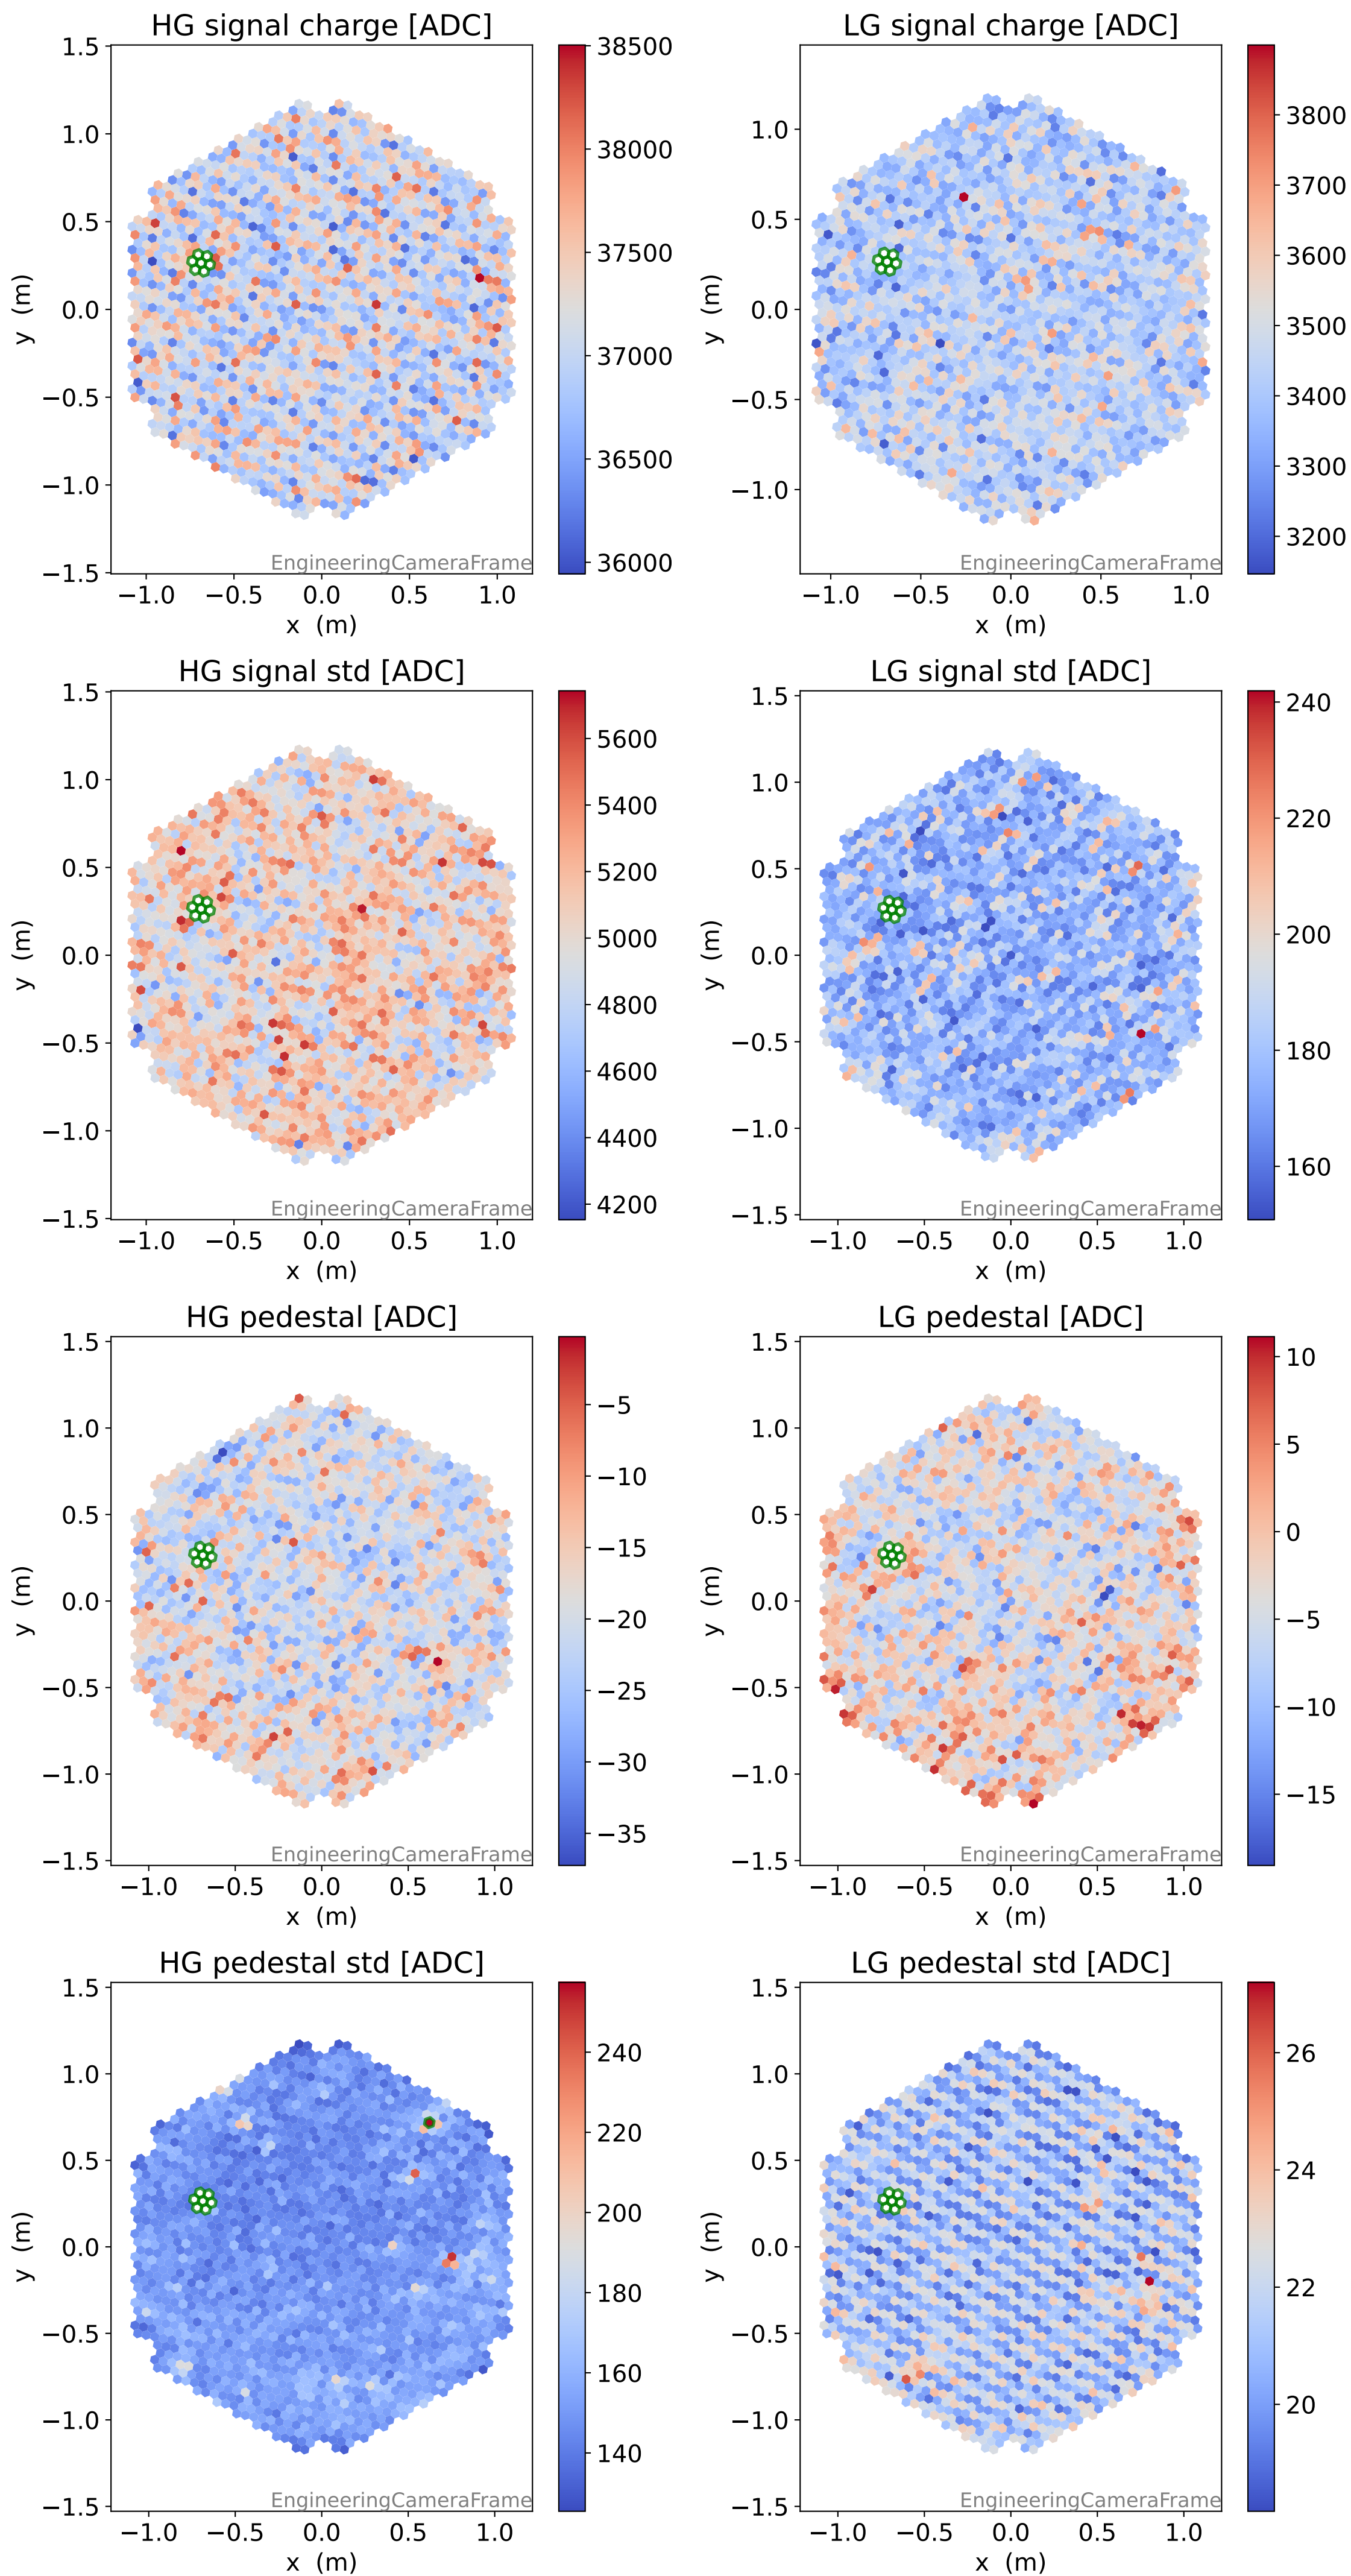 HG signal charge [ADC]
1.5
1.0
0.5
0.0
−0.5
−1.0
−1.5
y (m)
−1.0 −0.5 0.0 0.5 1.0
x (m)
EngineeringCameraFrame
38500
38000
37500
37000
36500
36000
LG signal charge [ADC]
1.0
0.5
0.0
−0.5
−1.0
y (m)
−1.0 −0.5 0.0 0.5 1.0
x (m)
EngineeringCameraFrame
3800
3700
3600
3500
3400
3300
3200
HG signal std [ADC]
1.5
1.0
0.5
0.0
−0.5
−1.0
−1.5
y (m)
−1.0 −0.5 0.0 0.5 1.0
x (m)
EngineeringCameraFrame
5600
5400
5200
5000
4800
4600
4400
4200
LG signal std [ADC]
1.5
1.0
0.5
0.0
−0.5
−1.0
−1.5
y (m)
−1.0 −0.5 0.0 0.5 1.0
x (m)
EngineeringCameraFrame
240
220
200
180
160
HG pedestal [ADC]
1.5
1.0
0.5
0.0
−0.5
−1.0
−1.5
y (m)
−1.0 −0.5 0.0 0.5 1.0
x (m)
EngineeringCameraFrame
−5
−10
−15
−20
−25
−30
−35
LG pedestal [ADC]
1.5
1.0
0.5
0.0
−0.5
−1.0
−1.5
y (m)
−1.0 −0.5 0.0 0.5 1.0
x (m)
EngineeringCameraFrame
10
5
0
−5
−10
−15
HG pedestal std [ADC]
1.5
1.0
0.5
0.0
−0.5
−1.0
−1.5
y (m)
−1.0 −0.5 0.0 0.5 1.0
x (m)
EngineeringCameraFrame
240
220
200
180
160
140
LG pedestal std [ADC]
1.5
1.0
0.5
0.0
−0.5
−1.0
−1.5
y (m)
−1.0 −0.5 0.0 0.5 1.0
x (m)
EngineeringCameraFrame
26
24
22
20